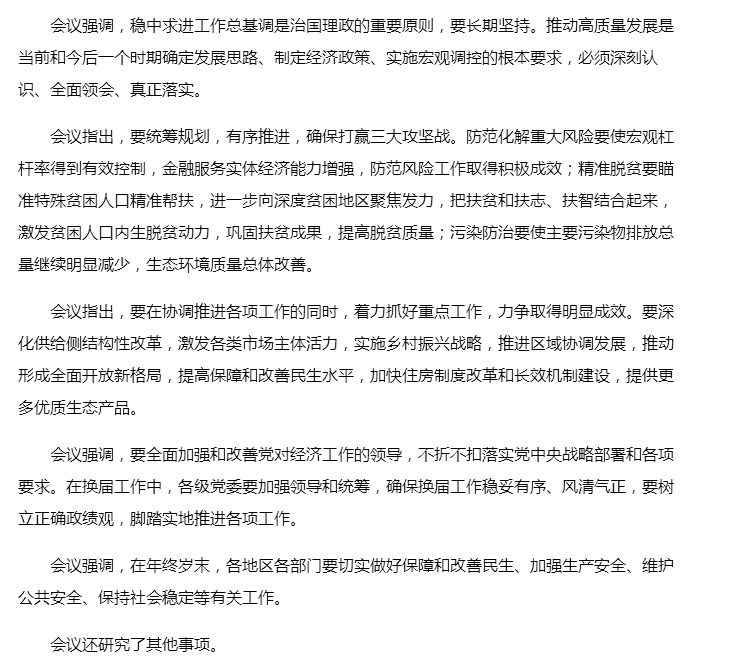 会议强调，稳中求进工作总基调是治国理政的重要原则，要长期坚持。推动高质量发展是
当前和今后一个时期确定发展思路、制定经济政策、实施宏观调控的根本要求，必须深刻认
识、全面领会、真正落实。
会议指出，要统筹规划，有序推进，确保打赢三大攻坚战。防范化解重大风险要使宏观杠
杆率得到有效控制，金融服务实体经济能力增强，防范风险工作取得积极成效；精准脱贫要瞄
准特殊贫困人口精准帮扶，进一步向深度贫困地区聚焦发力，把扶贫和扶志、扶智结合起来，
激发贫困人口内生脱贫动力，巩固扶贫成果，提高脱贫质量；污染防治要使主要污染物排放总
量继续明显减少，生态环境质量总体改善。
会议指出，要在协调推进各项工作的同时，着力抓好重点工作，力争取得明显成效。要深
化供给侧结构性改革，激发各类市场主体活力，实施乡村振兴战略，推进区域协调发展，推动
形成全面开放新格局，提高保障和改善民生水平，加快住房制度改革和长效机制建设，提供更
多优质生态产品。
会议强调，要全面加强和改善党对经济工作的领导，不折不扣落实党中央战略部署和各项
要求。在换届工作中，各级党委要加强领导和统筹，确保换届工作稳妥有序、风清气正，要树
立正确政绩观，脚踏实地推进各项工作。
会议强调，在年终岁末，各地区各部门要切实做好保障和改善民生、加强生产安全、维护
公共安全、保持社会稳定等有关工作。
会议还研究了其他事项。